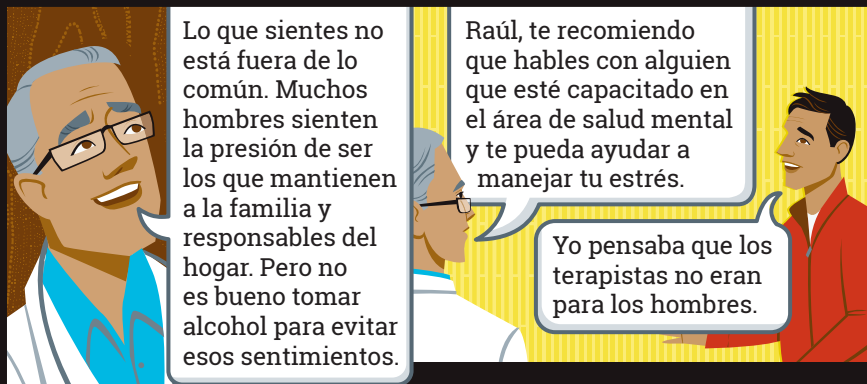 Lo que sientes no
está fuera de lo
común. Muchos
hombres sienten
la presión de ser
los que mantienen
a la familia y
responsables del
hogar. Pero no
es bueno tomar
alcohol para evitar
esos sentimientos.
Raúl, te recomiendo
que hables con alguien
que esté capacitado en
el área de salud mental
y te pueda ayudar a
manejar tu estrés.
Yo pensaba que los
terapistas no eran
para los hombres.